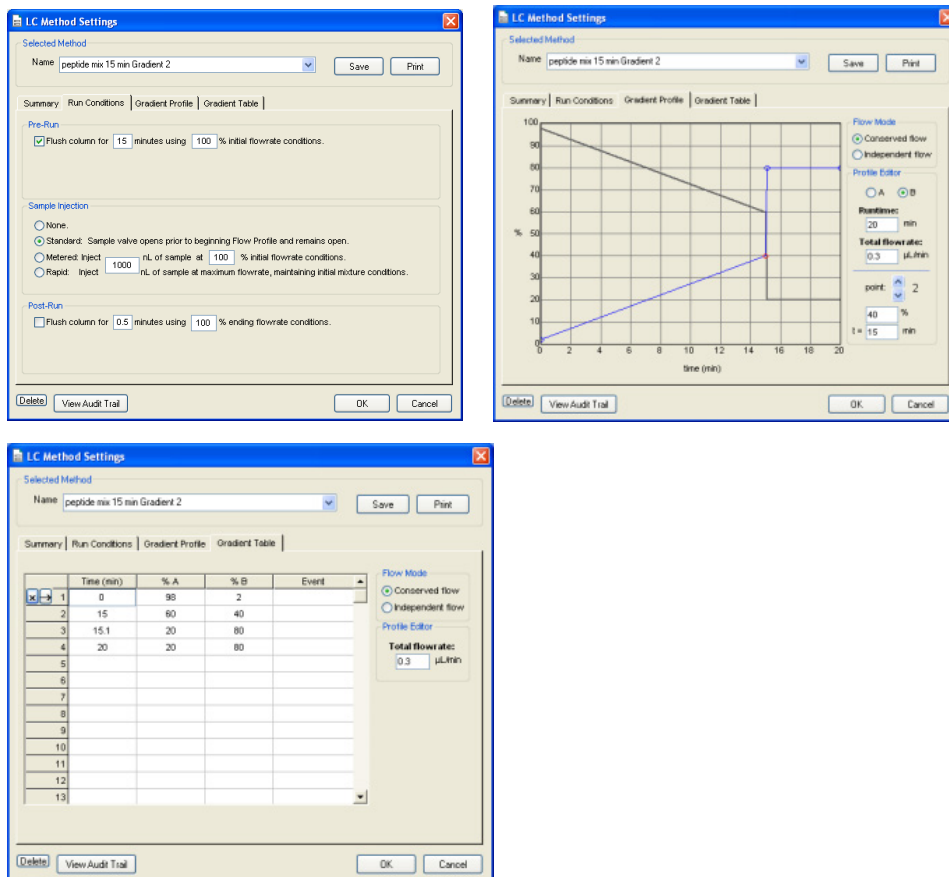 LC Method Settings
Selected Method
Name peptide mix 15 min Gradient 2 Save Print
Summary Run Conditions Gradient Profile Gradient Table
Pre-Run
Flush column for 15 minutes using 100 % initial flowrate conditions.
Sample Injection
None.
Standard: Sample valve opens prior to beginning Flow Profile and remains open.
Metered: Inject 1000 nL of sample at 100 % initial flowrate conditions.
Rapid: Inject nL of sample at maximum flowrate, maintaining initial mixture conditions.
Post-Run
Flush column for 0.5 minutes using 100 % ending flowrate conditions.
Delete View Audit Trail OK Cancel
LC Method Settings
Selected Method
Name peptide mix 15 min Gradient 2 Save Print
Summary Run Conditions Gradient Profile Gradient Table
100
90
80
70
60
%
50
40
30
20
10
0
0 2 4 6 8 10 12 14 16 18 20
time (min)
Flow Mode
Conserved flow
Independent flow
Profile Editor
A B
Runtime:
20 min
Total flowrate:
0.3 µL/min
point: 2
40 %
t = 15 min
Delete View Audit Trail OK Cancel
LC Method Settings
Selected Method
Name peptide mix 15 min Gradient 2 Save Print
Summary Run Conditions Gradient Profile Gradient Table
Time (min) % A % B Event
1 0 98 2
2 15 60 40
3 15.1 20 80
4 20 20 80
5
6
7
8
9
10
11
12
13
Flow Mode
Conserved flow
Independent flow
Profile Editor
Total flowrate:
0.3 µL/min
Delete View Audit Trail OK Cancel